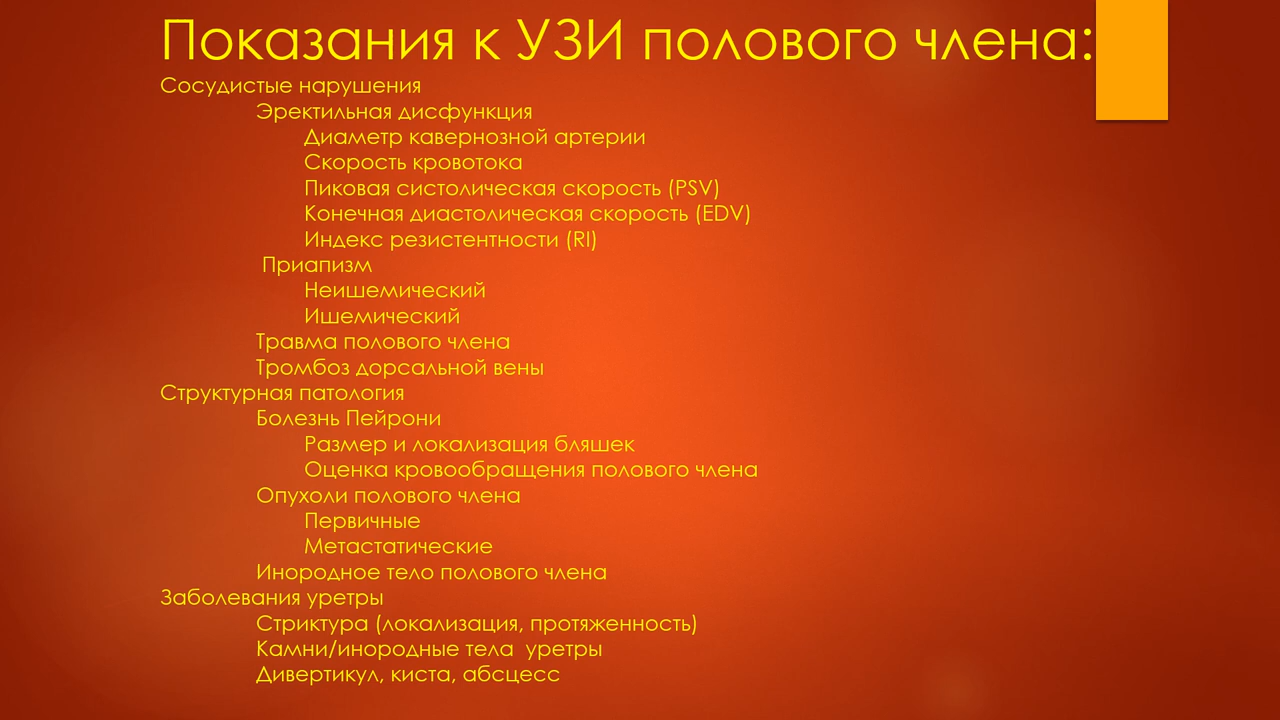 Показания к УЗИ полового члена:
Сосудистые нарушения
Эректильная дисфункция
Диаметр кавернозной артерии
Скорость кровотока
Пиковая систолическая скорость (PSV)
Конечная диастолическая скорость (EDV)
Индекс резистентности (RI)
Приапизм
Неишемический
Ишемический
Травма полового члена
Тромбоз дорсальной вены
Структурная патология
Болезнь Пейрони
Размер и локализация бляшек
Оценка кровообращения полового члена
Опухоли полового члена
Первичные
Метастатические
Инородное тело полового члена
Заболевания уретры
Стриктура (локализация, протяженность)
Камни/инородные тела  уретры
Дивертикул, киста, абсцесс